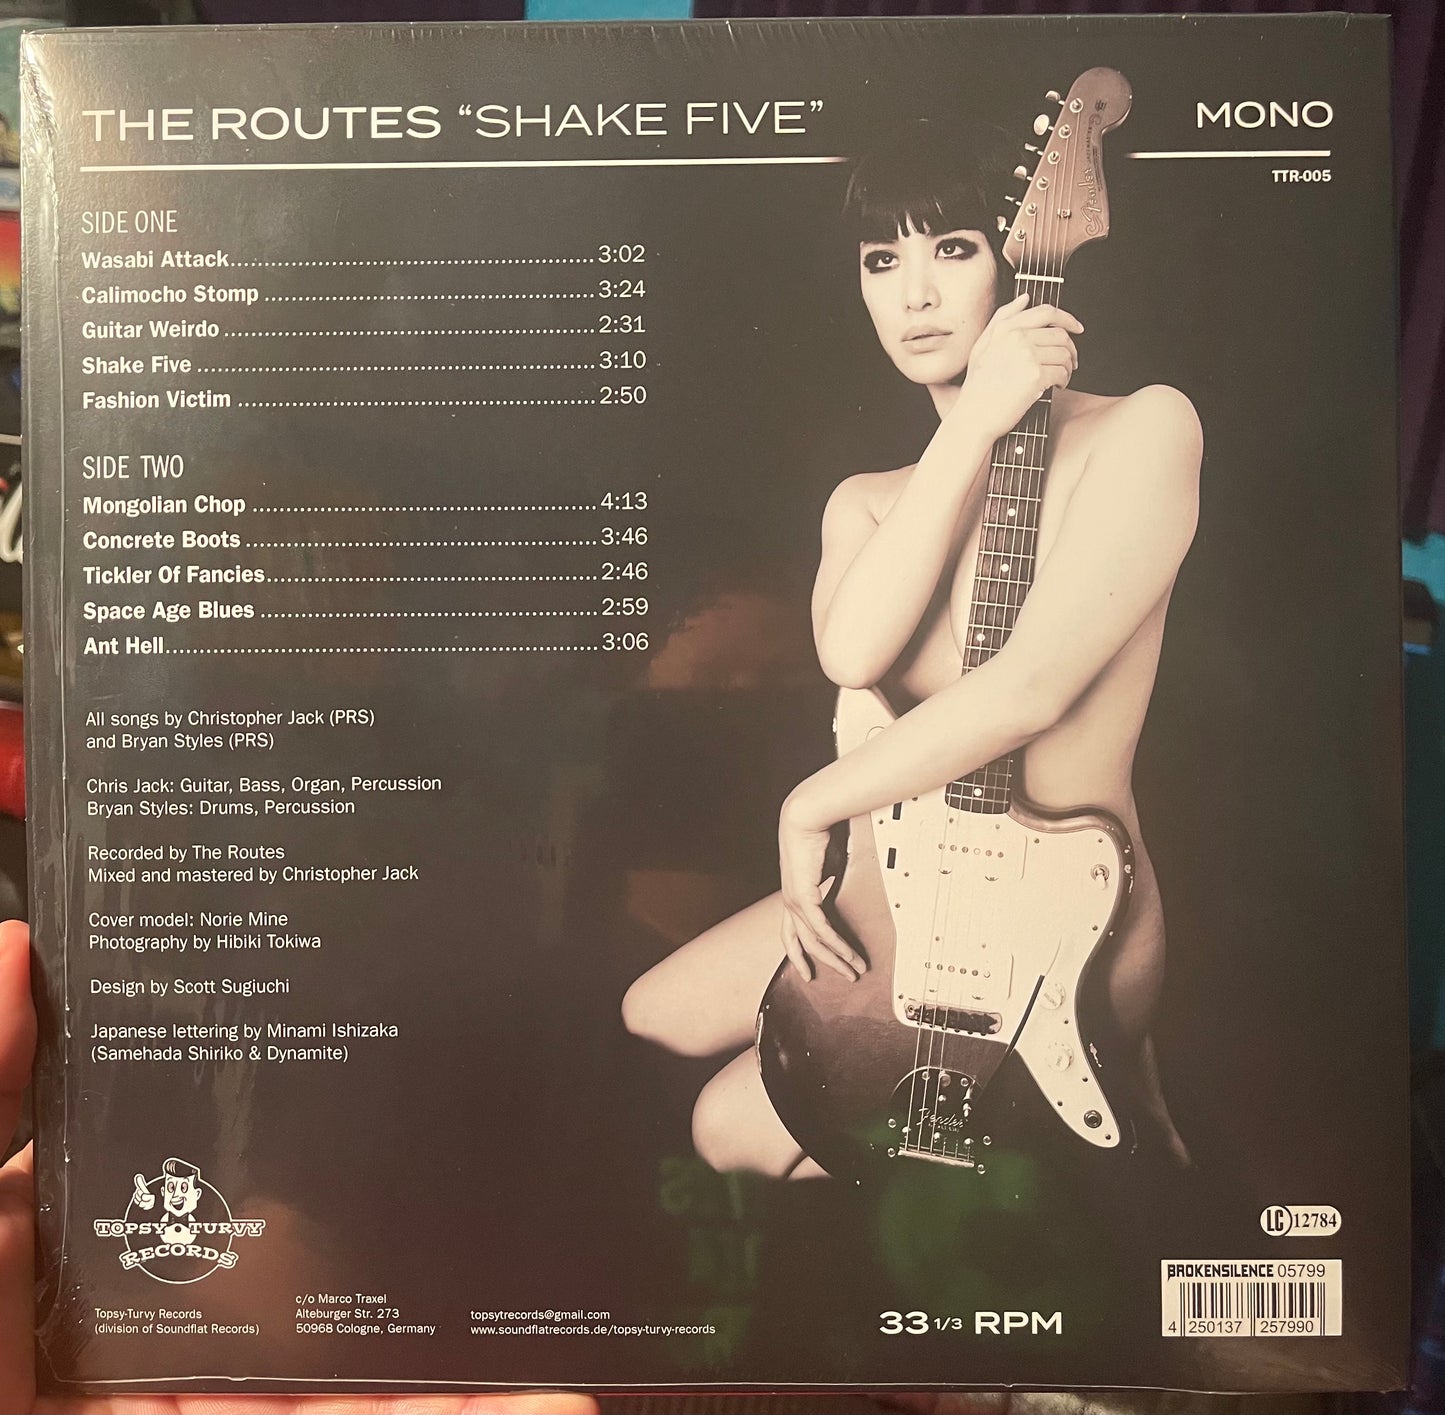 THE ROUTES “SHAKE FIVE”
MONO
TTR-005
SIDE ONE
Wasabi Attack 3:02
Calimocho Stomp 3:24
Guitar Weirdo 2:31
Shake Five 3:10
Fashion Victim 2:50
SIDE TWO
Mongolian Chop 4:13
Concrete Boots 3:46
Tickler Of Fancies 2:46
Space Age Blues 2:59
Ant Hell 3:06
All songs by Christopher Jack (PRS)
and Bryan Styles (PRS)
Chris Jack: Guitar, Bass, Organ, Percussion
Bryan Styles: Drums, Percussion
Recorded by The Routes
Mixed and mastered by Christopher Jack
Cover model: Norie Mine
Photography by Hibiki Tokiwa
Design by Scott Sugiuchi
Japanese lettering by Minami Ishizaka
(Samehada Shiriko & Dynamite)
Fender
Fender
TOPSY TURVY
RECORDS
Topsy-Turvy Records
(division of Soundflat Records)
c/o Marco Traxel
Alteburger Str. 273
50968 Cologne, Germany
topsytrecords@gmail.com
www.soundflatrecords.de/topsy-turvy-records
33 1/3 RPM
LC 12784
BROKENSILENCE 05799
4 250137 257990